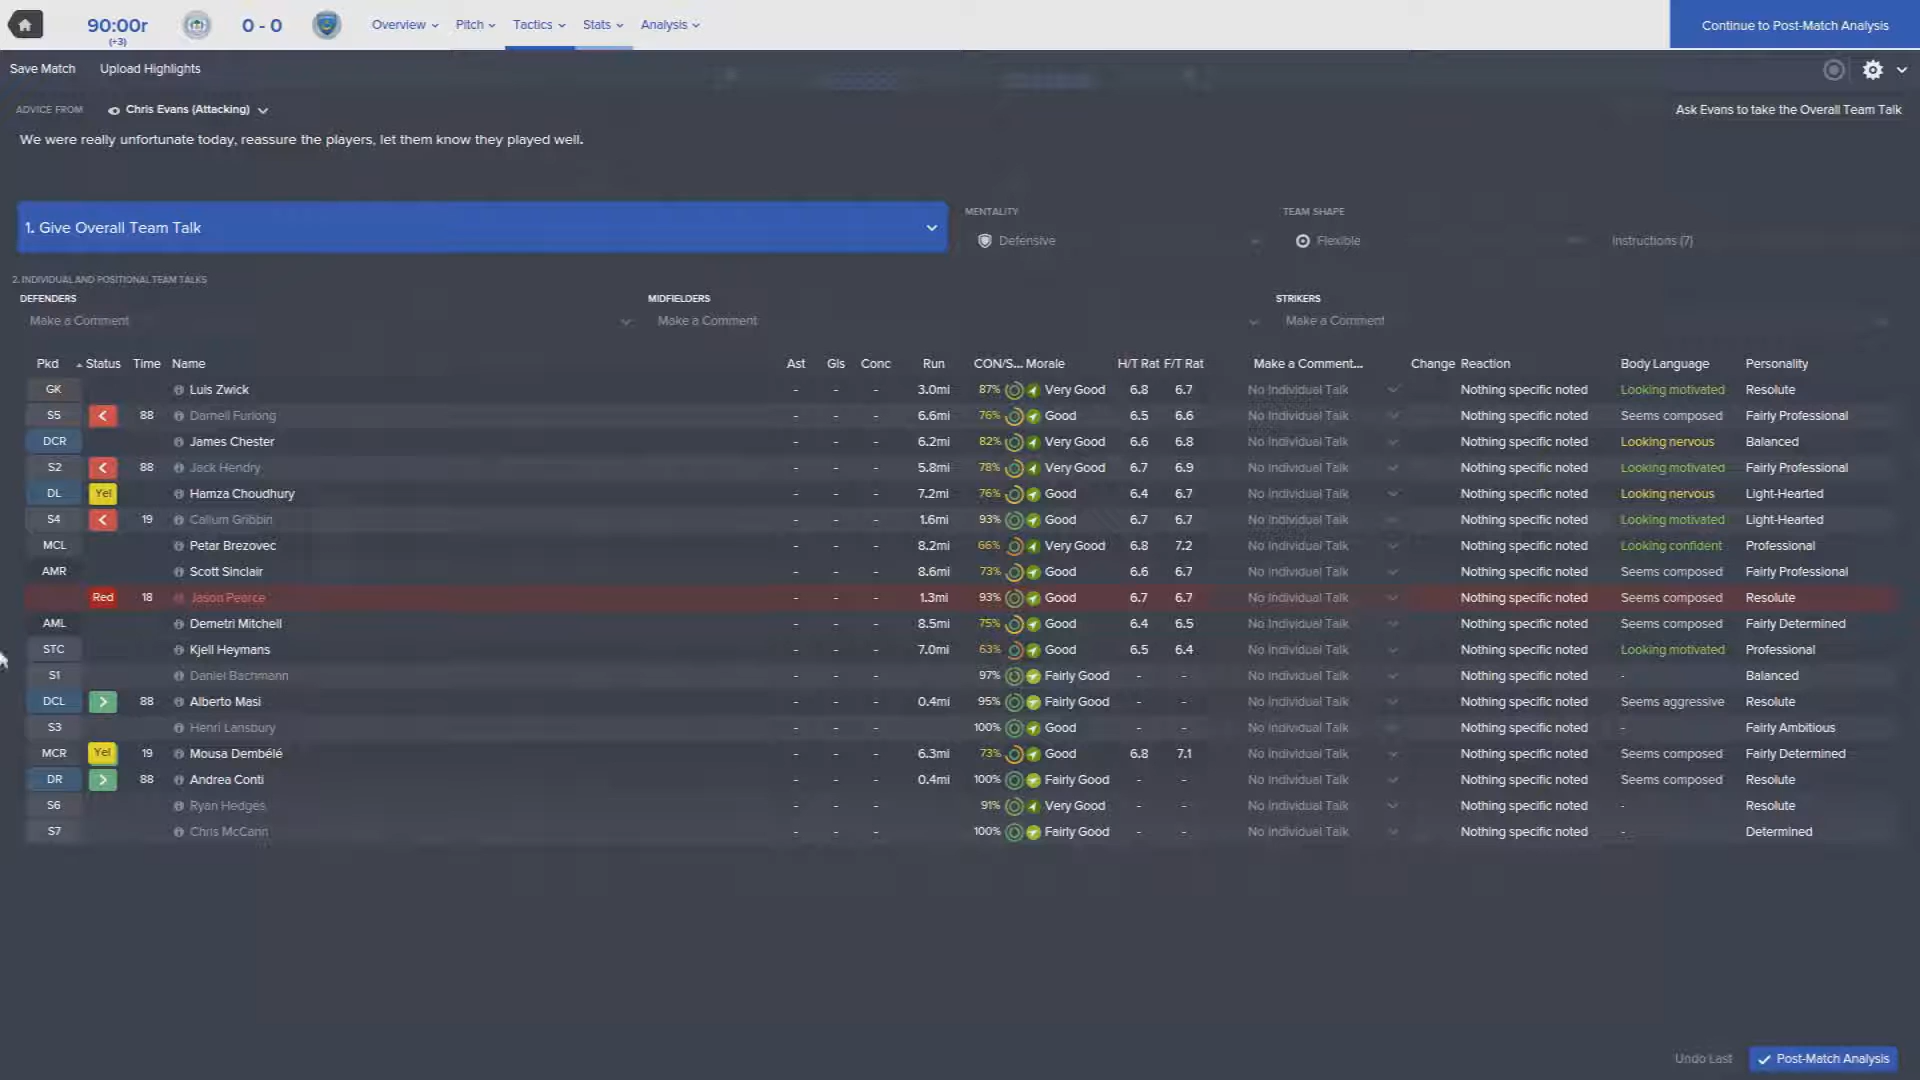 90:00r 0 - 0 Overview Pitch Tactics Stats Analysis Continue to Post-Match Analysis
(+3)
Save Match Upload Highlights
ADVICE FROM Chris Evans (Attacking) Ask Evans to take the Overall Team Talk
We were really unfortunate today, reassure the players, let them know they played well.
1. Give Overall Team Talk
MENTALITY TEAM SHAPE
Defensive Flexible Instructions (7)
2. INDIVIDUAL AND POSITIONAL TEAM TALKS
DEFENDERS MIDFIELDERS STRIKERS
Make a Comment Make a Comment Make a Comment
Pkd Status Time Name Ast Gls Conc Run CON/S... Morale H/T Rat F/T Rat Make a Comment... Change Reaction Body Language Personality
GK Luis Zwick - - - 3.0mi 87% Very Good 6.8 6.7 No Individual Talk Nothing specific noted Looking motivated Resolute
S5 88 Darnell Furlong - - - 6.6mi 76% Good 6.5 6.6 No Individual Talk Nothing specific noted Seems composed Fairly Professional
DCR James Chester - - - 6.2mi 82% Very Good 6.6 6.8 No Individual Talk Nothing specific noted Looking nervous Balanced
S2 88 Jack Hendry - - - 5.8mi 78% Very Good 6.7 6.9 No Individual Talk Nothing specific noted Looking motivated Fairly Professional
DL Yel Hamza Choudhury - - - 7.2mi 76% Good 6.4 6.7 No Individual Talk Nothing specific noted Looking nervous Light-Hearted
S4 19 Callum Gribbin - - - 1.6mi 93% Good 6.7 6.7 No Individual Talk Nothing specific noted Looking motivated Light-Hearted
MCL Petar Brezovec - - - 8.2mi 66% Very Good 6.8 7.2 No Individual Talk Nothing specific noted Looking confident Professional
AMR Scott Sinclair - - - 8.6mi 73% Good 6.6 6.7 No Individual Talk Nothing specific noted Seems composed Fairly Professional
Red 18 Jason Pearce - - - 1.3mi 93% Good 6.7 6.7 No Individual Talk Nothing specific noted Seems composed Resolute
AML Demetri Mitchell - - - 8.5mi 75% Good 6.4 6.5 No Individual Talk Nothing specific noted Seems composed Fairly Determined
STC Kjell Heymans - - - 7.0mi 63% Good 6.5 6.4 No Individual Talk Nothing specific noted Looking motivated Professional
S1 Daniel Bachmann - - - 97% Fairly Good - - No Individual Talk Nothing specific noted - Balanced
DCL 88 Alberto Masi - - - 0.4mi 95% Fairly Good - - No Individual Talk Nothing specific noted Seems aggressive Resolute
S3 Henri Lansbury - - - 100% Good - - No Individual Talk Nothing specific noted - Fairly Ambitious
MCR Yel 19 Mousa Dembélé - - - 6.3mi 73% Good 6.8 7.1 No Individual Talk Nothing specific noted Seems composed Fairly Determined
DR 88 Andrea Conti - - - 0.4mi 100% Fairly Good - - No Individual Talk Nothing specific noted Seems composed Resolute
S6 Ryan Hedges - - - 91% Very Good - - No Individual Talk Nothing specific noted - Resolute
S7 Chris McCann - - - 100% Fairly Good - - No Individual Talk Nothing specific noted - Determined
Undo Last Post-Match Analysis